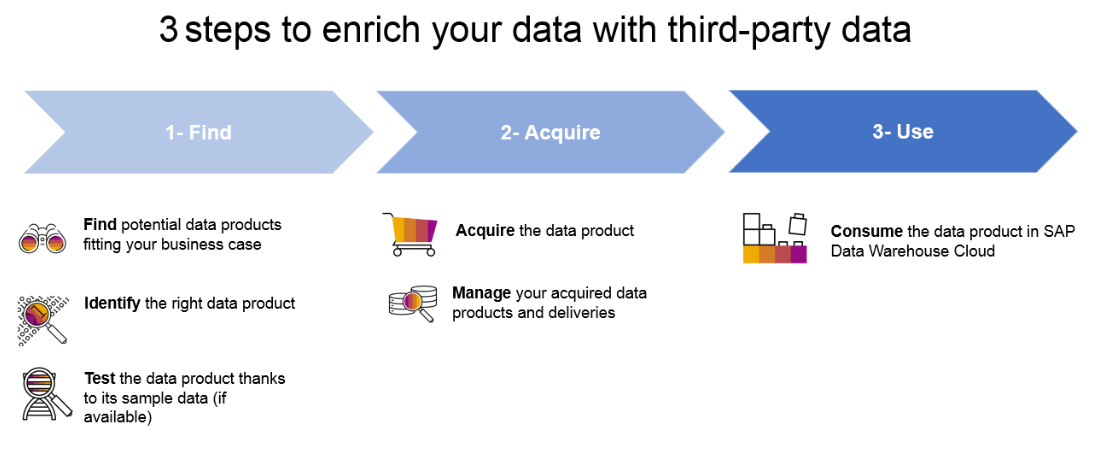 3 steps to enrich your data with third-party data
1- Find
2- Acquire
3- Use
Find potential data products
fitting your business case
Identify the right data product
Test the data product thanks
to its sample data (if
available)
Acquire the data product
Manage your acquired data
products and deliveries
Consume the data product in SAP
Data Warehouse Cloud